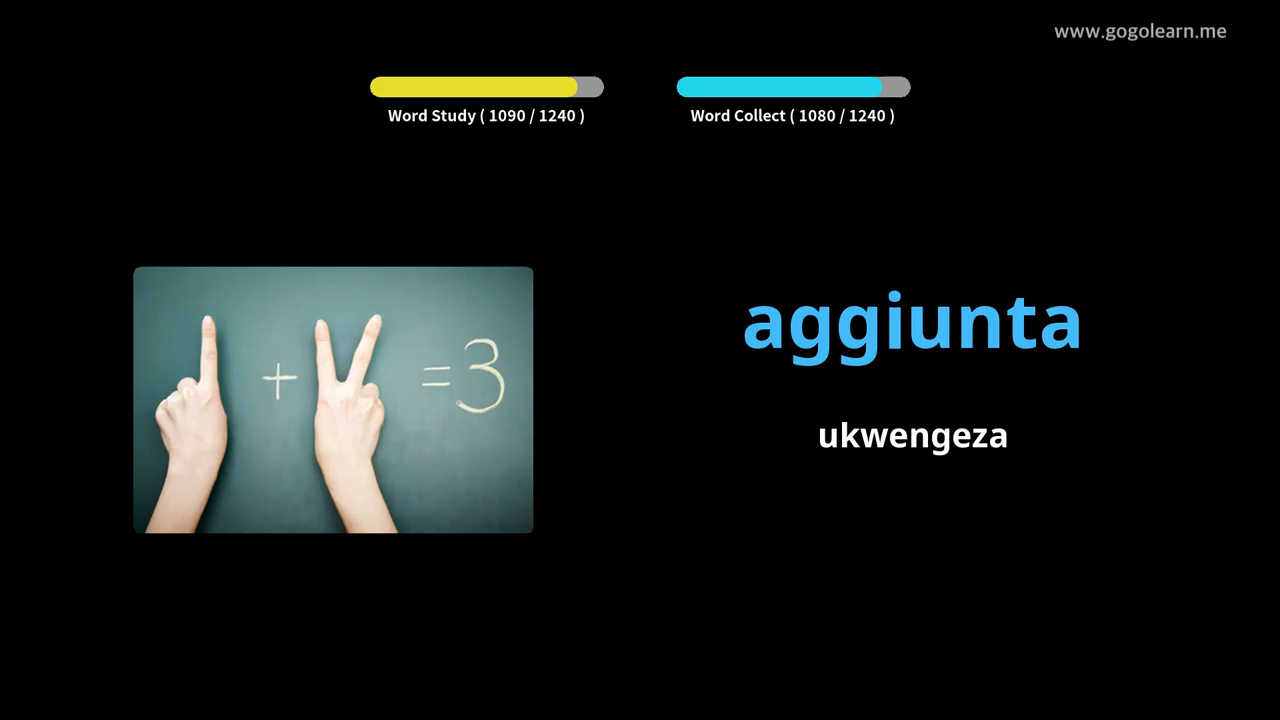 www.gogolearn.me
Word Study ( 1090 / 1240 )
Word Collect ( 1080 / 1240 )
+ = 3
aggiunta
ukwengeza